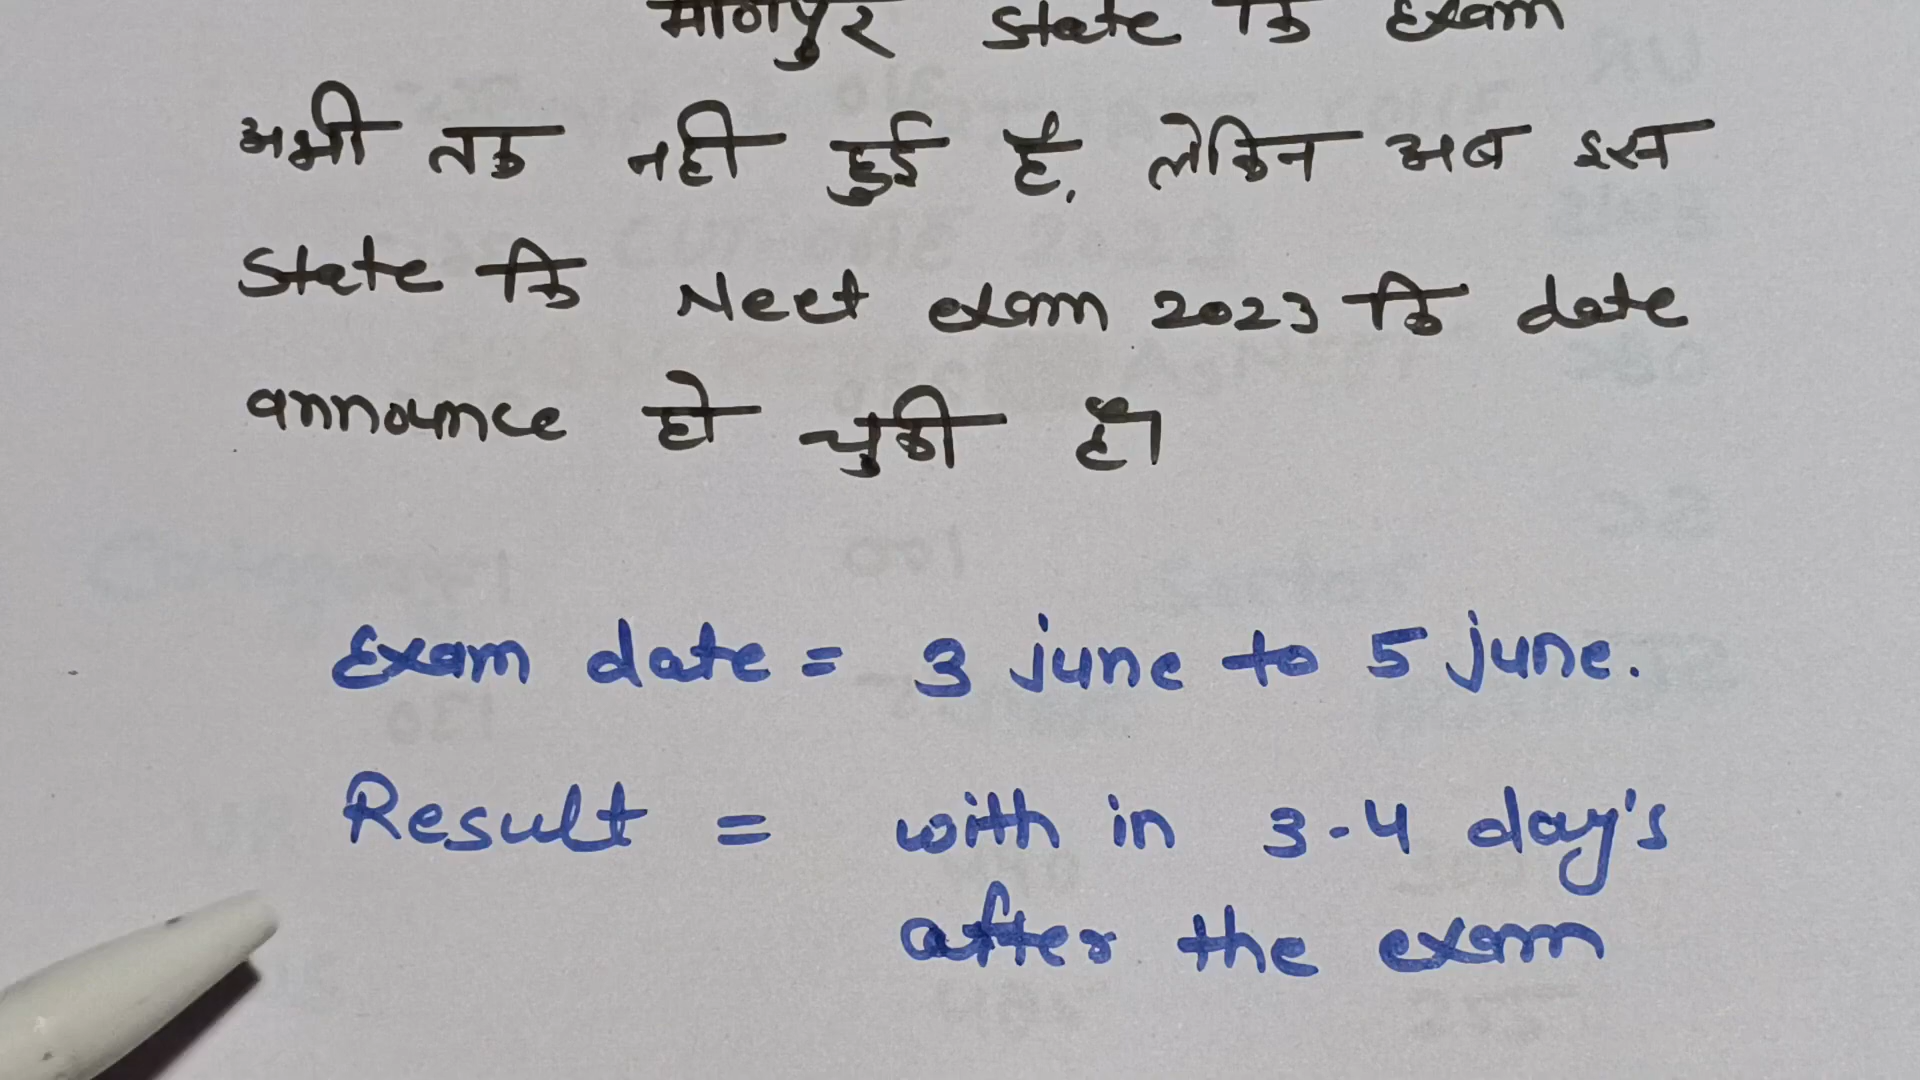 मणिपुर State कि Exam
अभी तक नही हुई है, लेकिन अब इस
State कि Neet exam 2023 कि date
announce हो चुकी है।
Exam date = 3 june to 5 june.
Result = with in 3-4 day's
after the exam